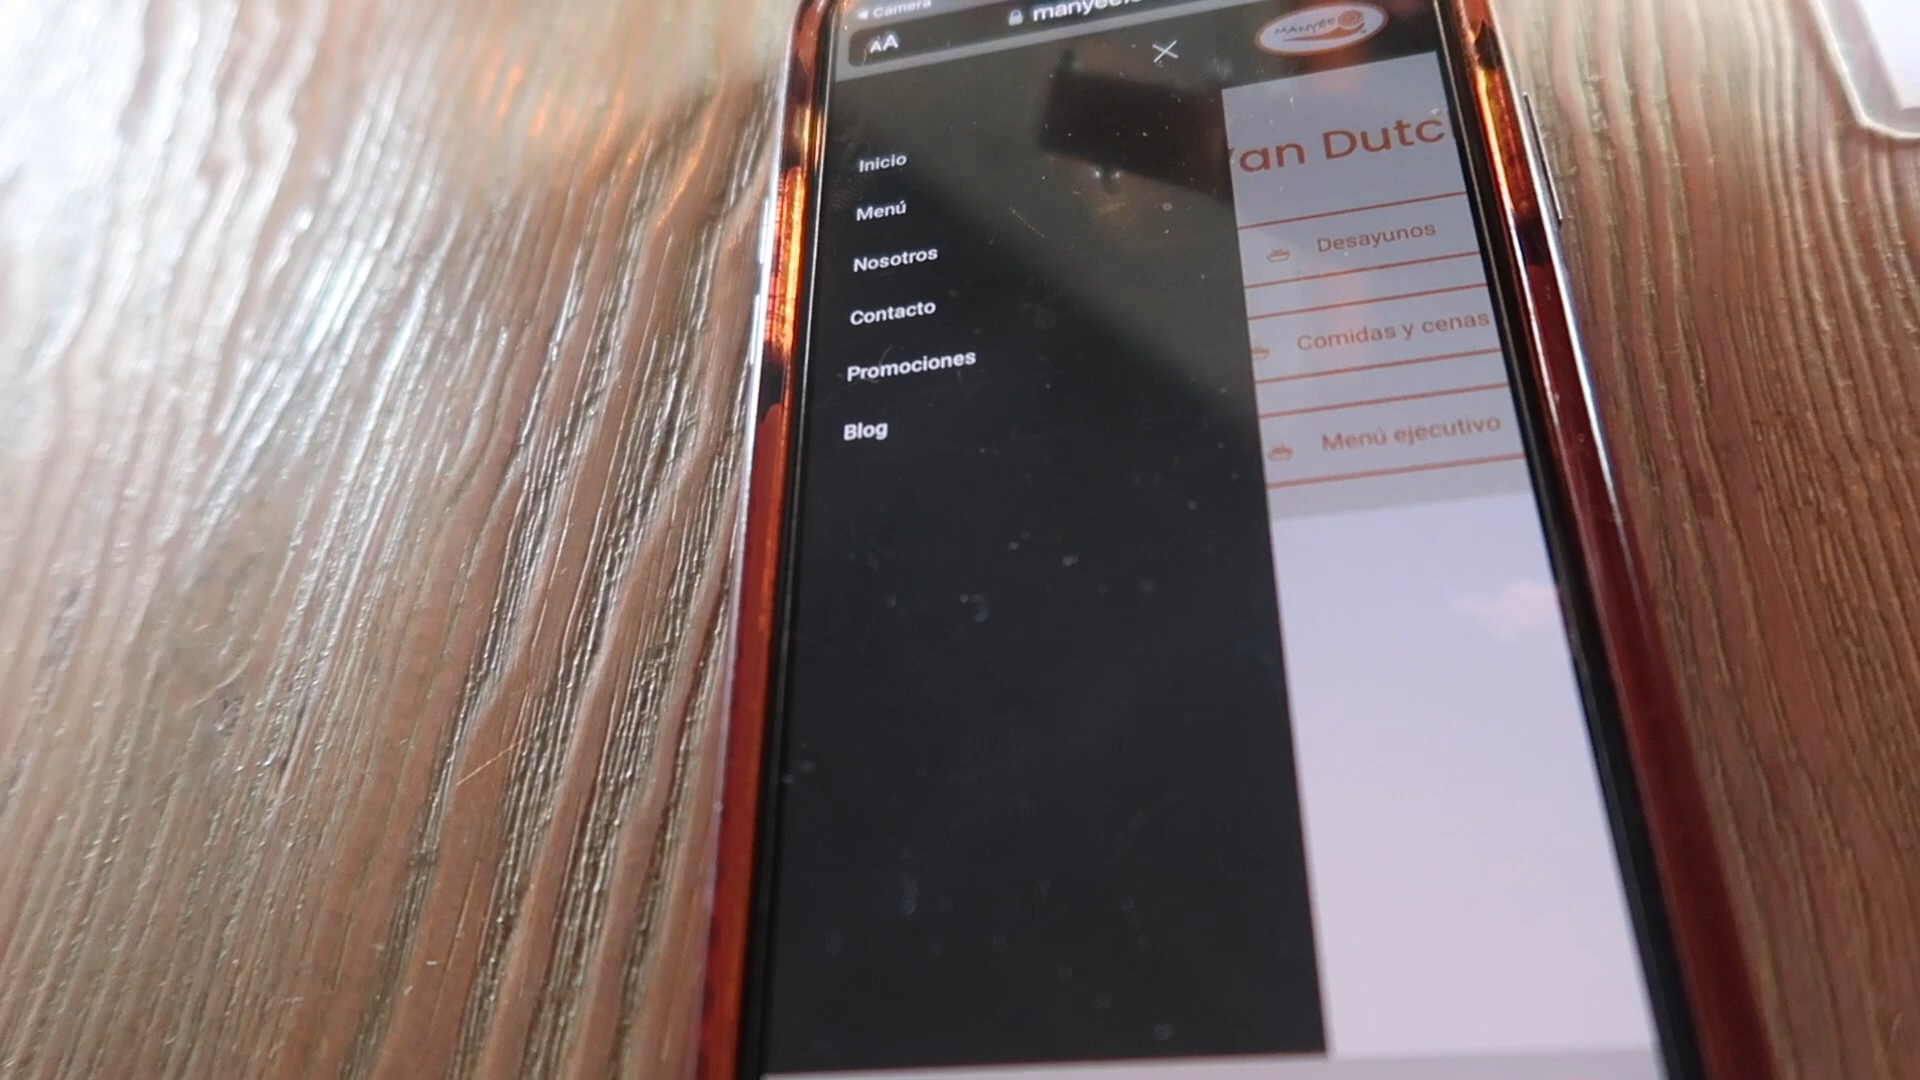 Camera
AA
MANYEE
Inicio
Menú
Nosotros
Contacto
Promociones
Blog
an Dutc
Desayunos
Comidas y cenas
Menú ejecutivo